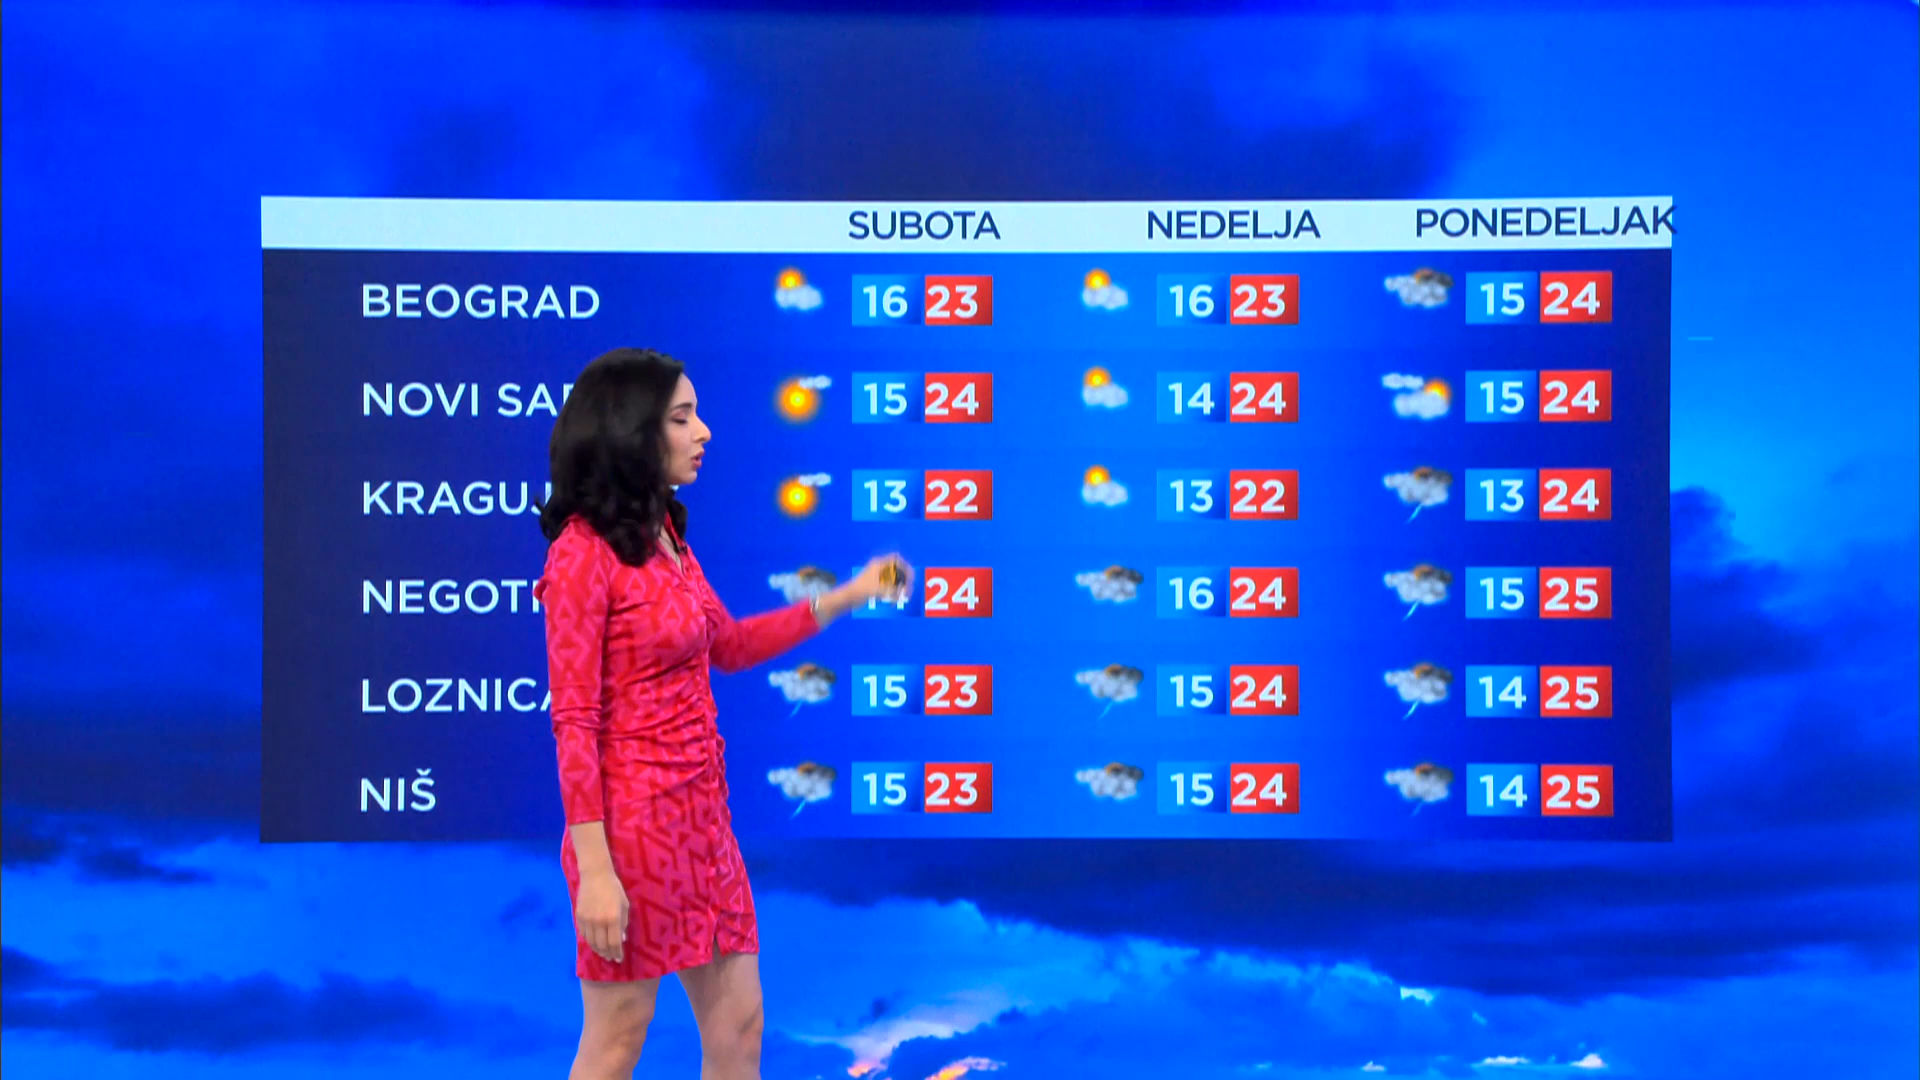 SUBOTA NEDELJA PONEDELJAK
BEOGRAD 16 23 16 23 15 24
NOVI 15 24 14 24 15 24
13 22 13 22 13 24
24 16 24 15 25
LOZNICA 15 23 15 24 14 25
NIŠ 15 23 15 24 14 25